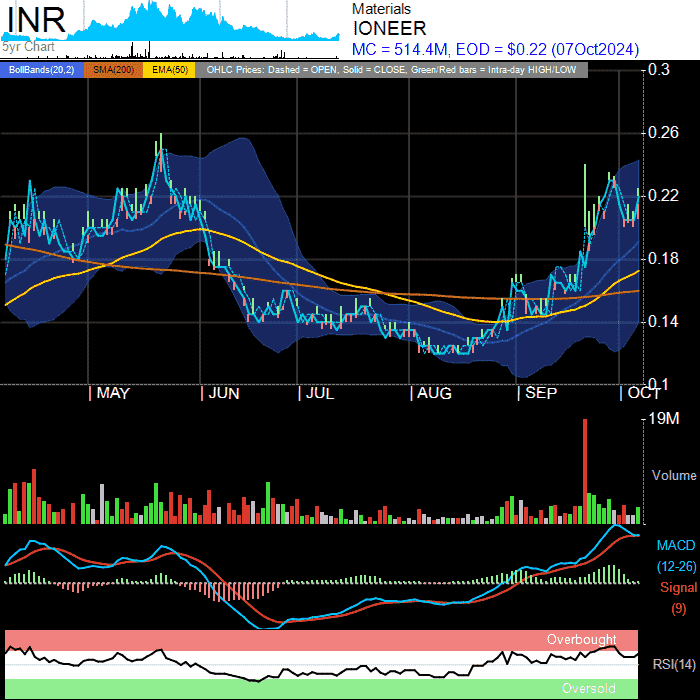 INR
5yr Chart
Materials
IONEER
MC = 514.4M, EOD = $0.22 (07Oct2024)
BollBands(20,2) SMA(200) EMA(50) OHLC Prices: Dashed = OPEN, Solid = CLOSE, Green/Red bars = Intra-day HIGH/LOW
0.3
0.26
0.22
0.18
0.14
0.1
MAY JUN JUL AUG SEP OCT
19M
Volume
MACD
(12-26)
Signal
(9)
Overbought
RSI(14)
Oversold